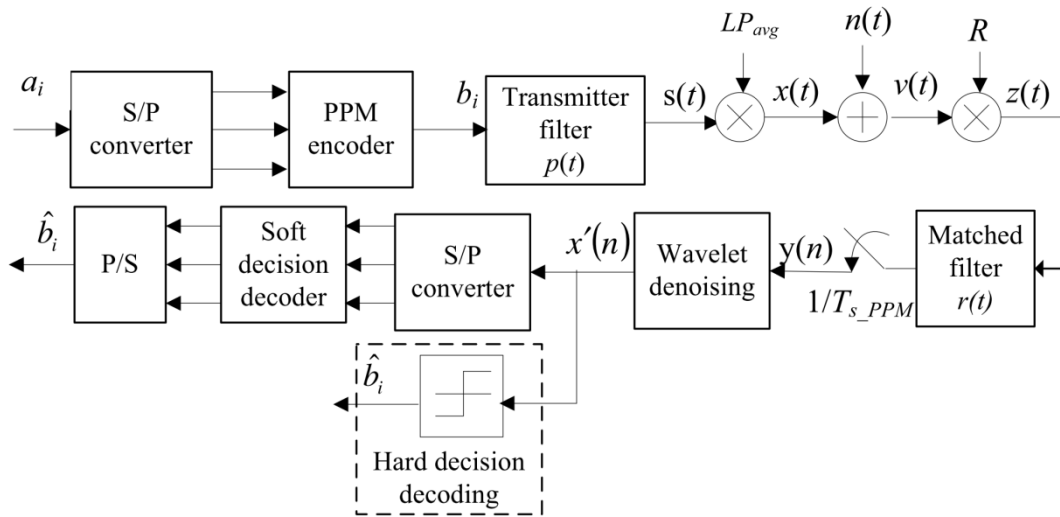 a_i
S/P
converter
PPM
encoder
b_i
Transmitter
filter
p(t)
s(t)
LP_avg
x(t)
n(t)
v(t)
R
z(t)
b̂_i
P/S
Soft
decision
decoder
S/P
converter
x′(n)
Wavelet
denoising
y(n)
1/T_s_PPM
Matched
filter
r(t)
b̂_i
Hard decision
decoding